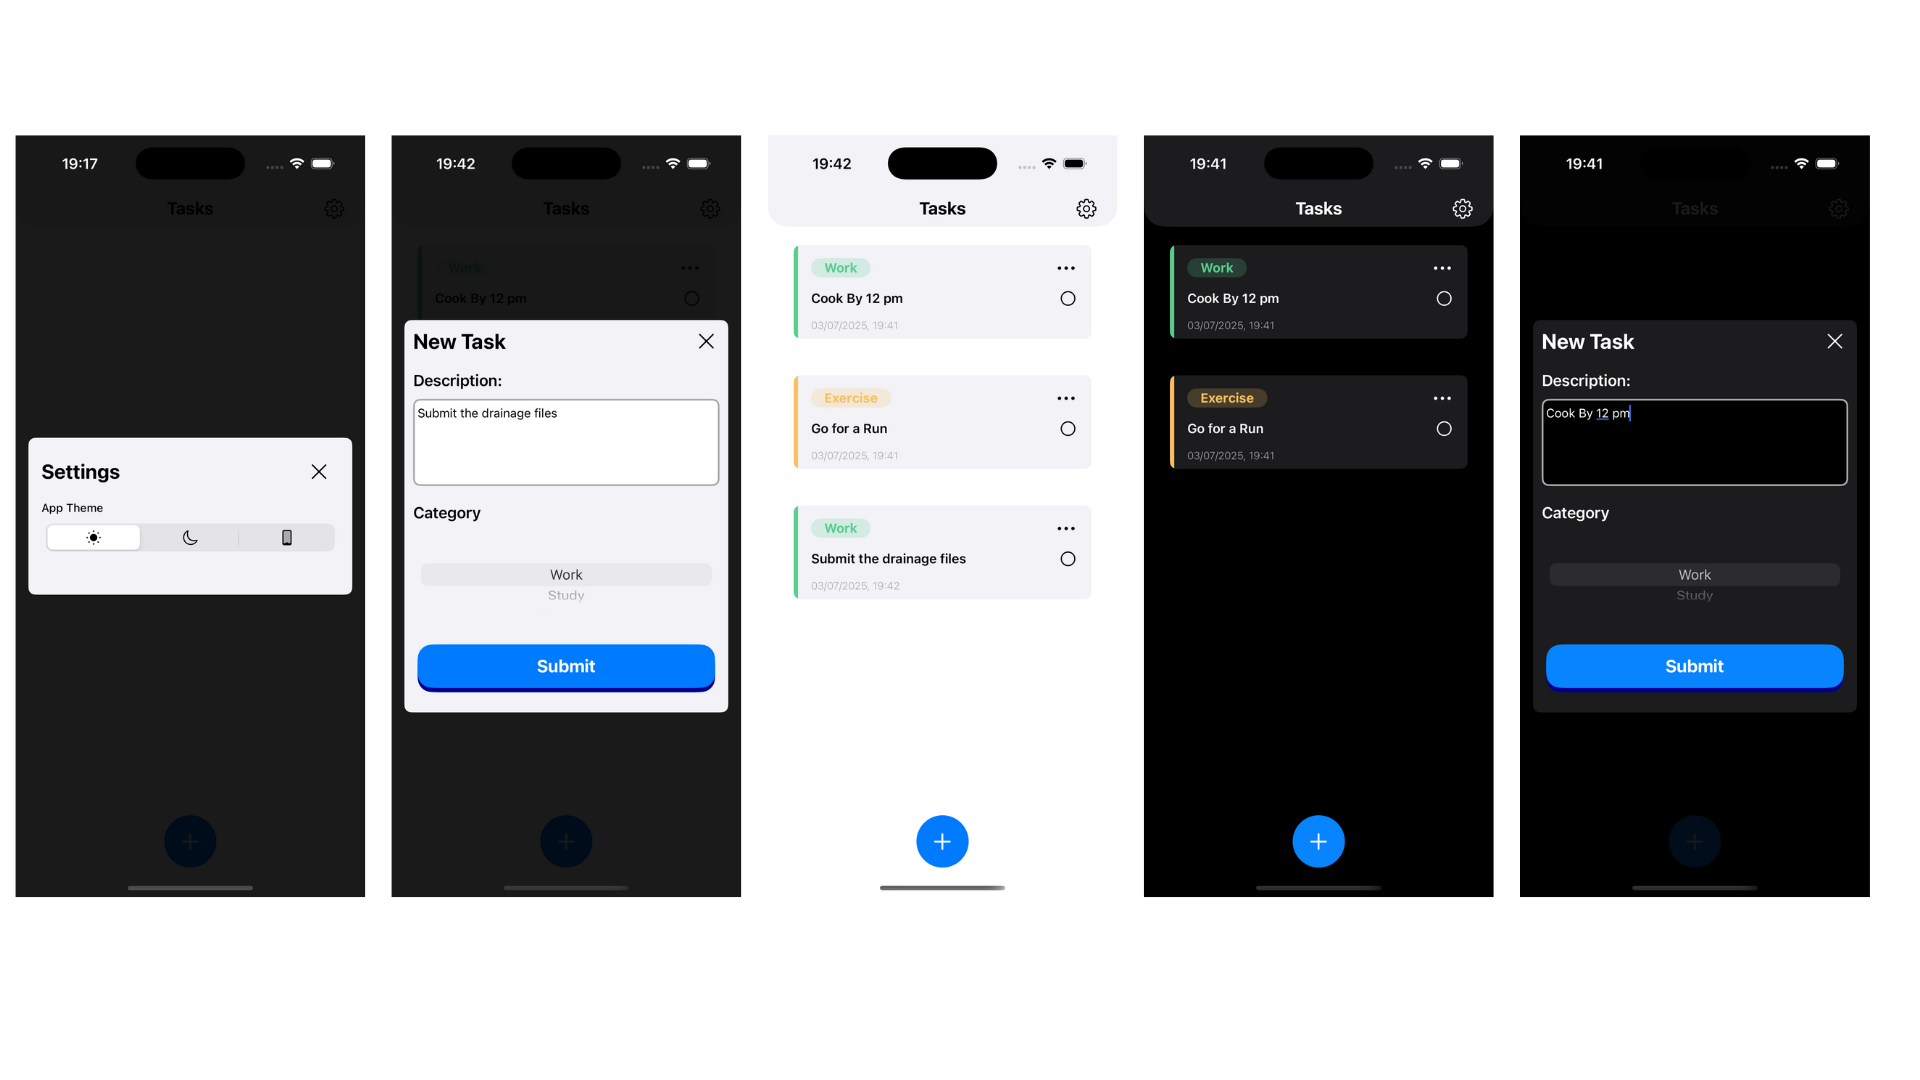 19:17
Tasks
Settings
App Theme
19:42
Tasks
Work
Cook By 12 pm
New Task
Description:
Submit the drainage files
Category
Work
Study
Submit
19:42
Tasks
Work
Cook By 12 pm
03/07/2025, 19:41
Exercise
Go for a Run
03/07/2025, 19:41
Work
Submit the drainage files
03/07/2025, 19:42
19:41
Tasks
Work
Cook By 12 pm
03/07/2025, 19:41
Exercise
Go for a Run
03/07/2025, 19:41
19:41
Tasks
New Task
Description:
Cook By 12 pm
Category
Work
Study
Submit